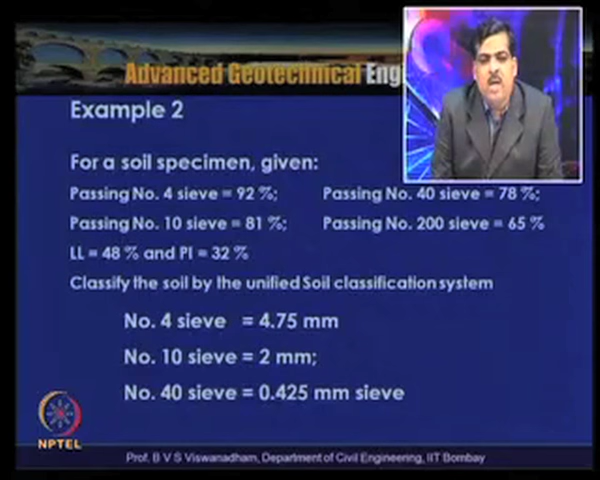 Advanced Geotechnical Eng
Example 2
For a soil specimen, given:
Passing No. 4 sieve = 92 %; Passing No. 40 sieve = 78 %;
Passing No. 10 sieve = 81 %; Passing No. 200 sieve = 65 %
LL = 48 % and PI = 32 %
Classify the soil by the unified Soil classification system
No. 4 sieve = 4.75 mm
No. 10 sieve = 2 mm;
No. 40 sieve = 0.425 mm sieve
NPTEL
Prof. B V S Viswanadham, Department of Civil Engineering, IIT Bombay